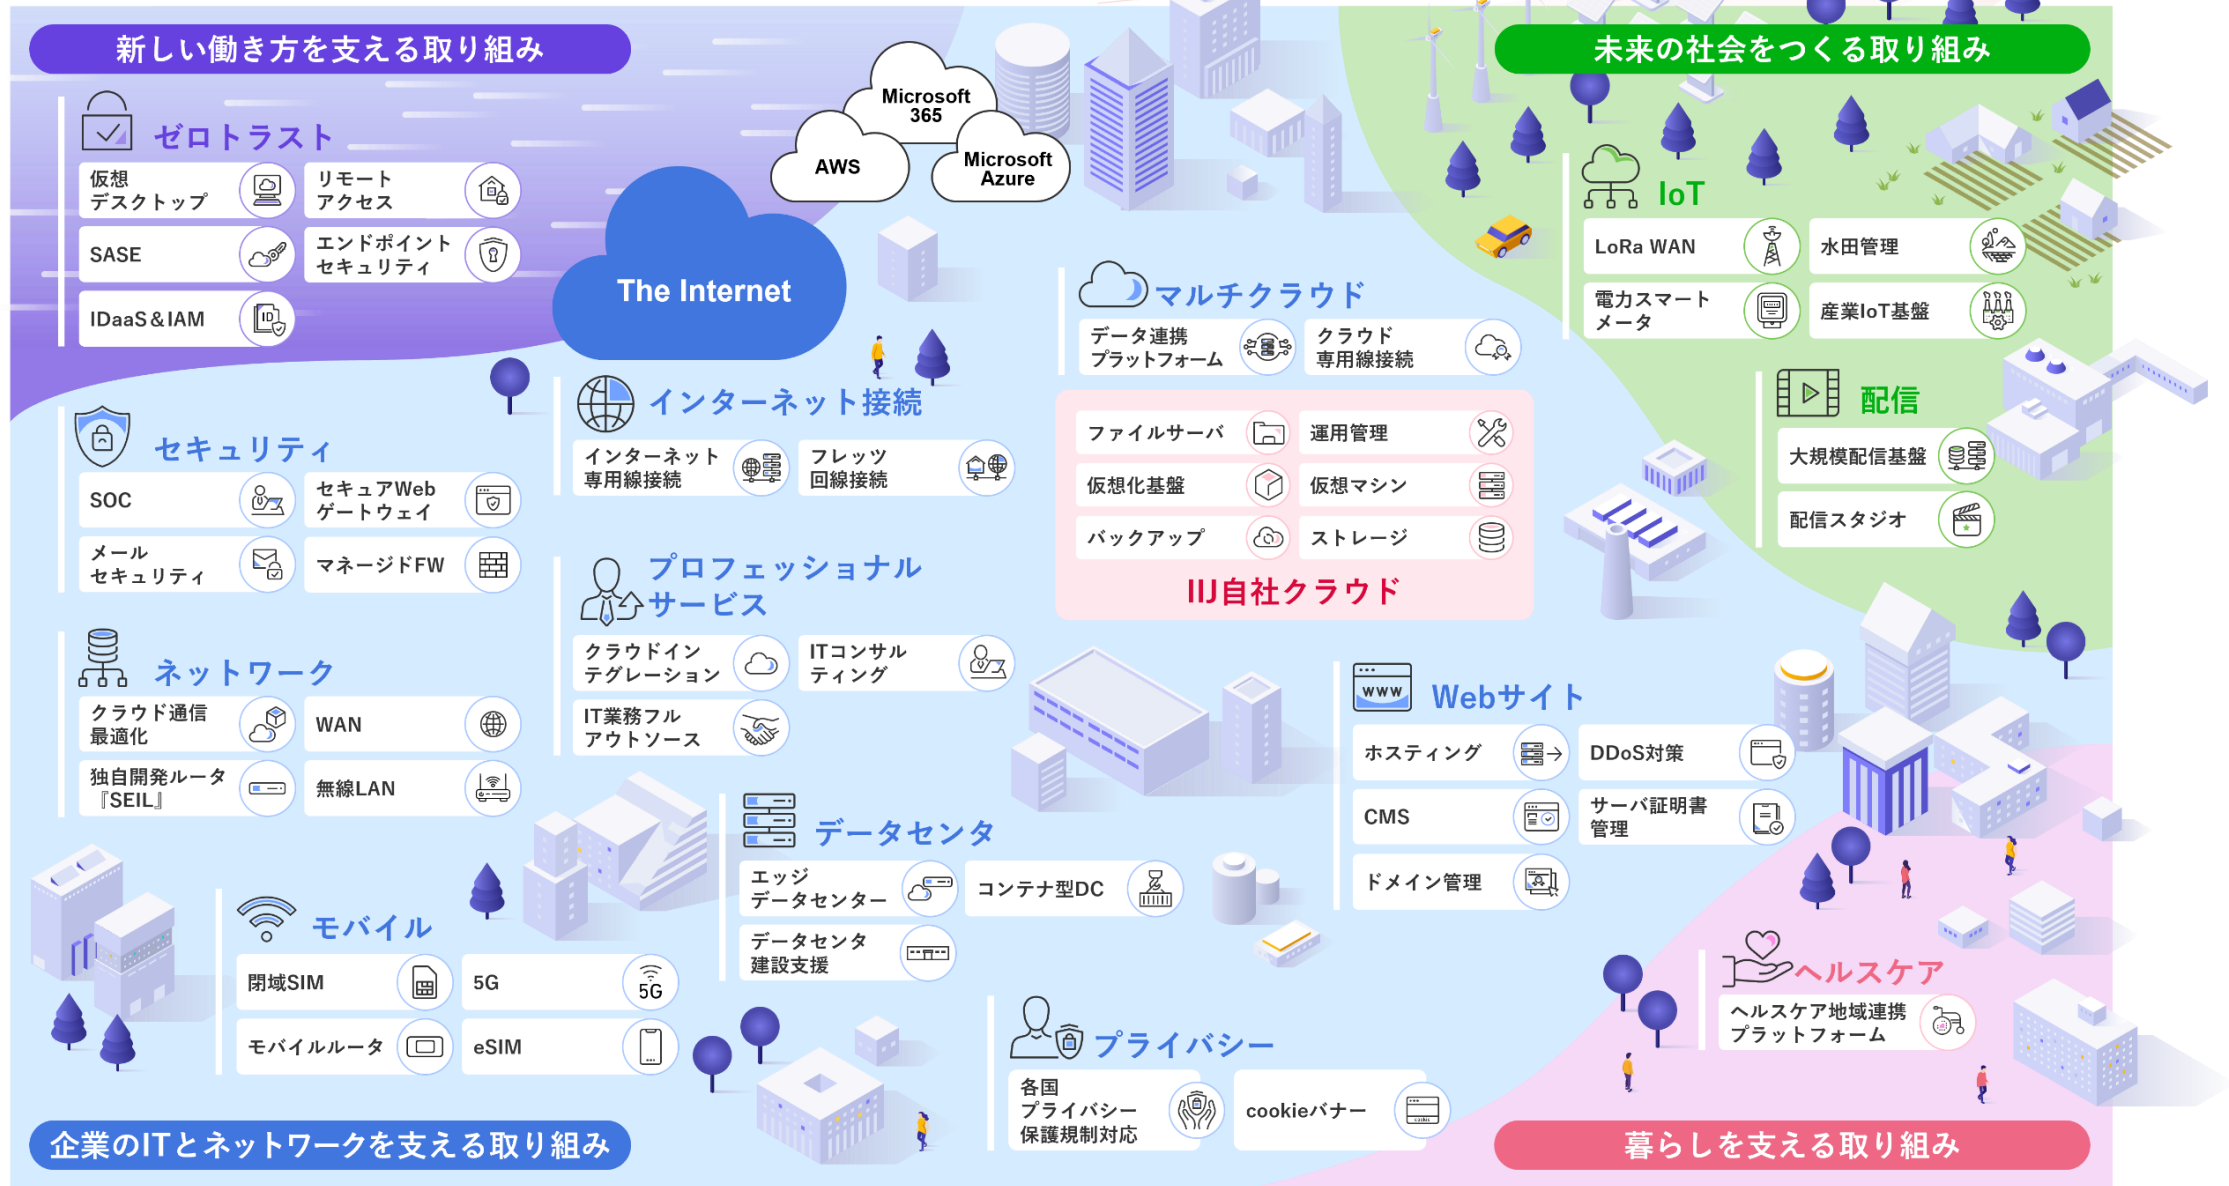 新しい働き方を支える取り組み
ゼロトラスト
仮想
デスクトップ
リモート
アクセス
SASE
エンドポイント
セキュリティ
IDaaS＆IAM
ID
Microsoft
365
AWS
Microsoft
Azure
The Internet
未来の社会をつくる取り組み
IoT
LoRa WAN
水田管理
電力スマート
メータ
産業IoT基盤
配信
大規模配信基盤
配信スタジオ
マルチクラウド
データ連携
プラットフォーム
クラウド
専用線接続
ファイルサーバ
運用管理
仮想化基盤
仮想マシン
バックアップ
ストレージ
IIJ自社クラウド
インターネット接続
インターネット
専用線接続
フレッツ
回線接続
セキュリティ
SOC
セキュアWeb
ゲートウェイ
メール
セキュリティ
マネージドFW
プロフェッショナル
サービス
クラウドイン
テグレーション
ITコンサル
ティング
IT業務フル
アウトソース
ネットワーク
クラウド通信
最適化
WAN
独自開発ルータ
『SEIL』
無線LAN
WWW
Webサイト
ホスティング
DDoS対策
CMS
サーバ証明書
管理
ドメイン管理
データセンタ
エッジ
データセンター
コンテナ型DC
データセンタ
建設支援
モバイル
閉域SIM
5G
5G
モバイルルータ
eSIM
プライバシー
各国
プライバシー
保護規制対応
cookieバナー
ヘルスケア
ヘルスケア地域連携
プラットフォーム
企業のITとネットワークを支える取り組み
暮らしを支える取り組み